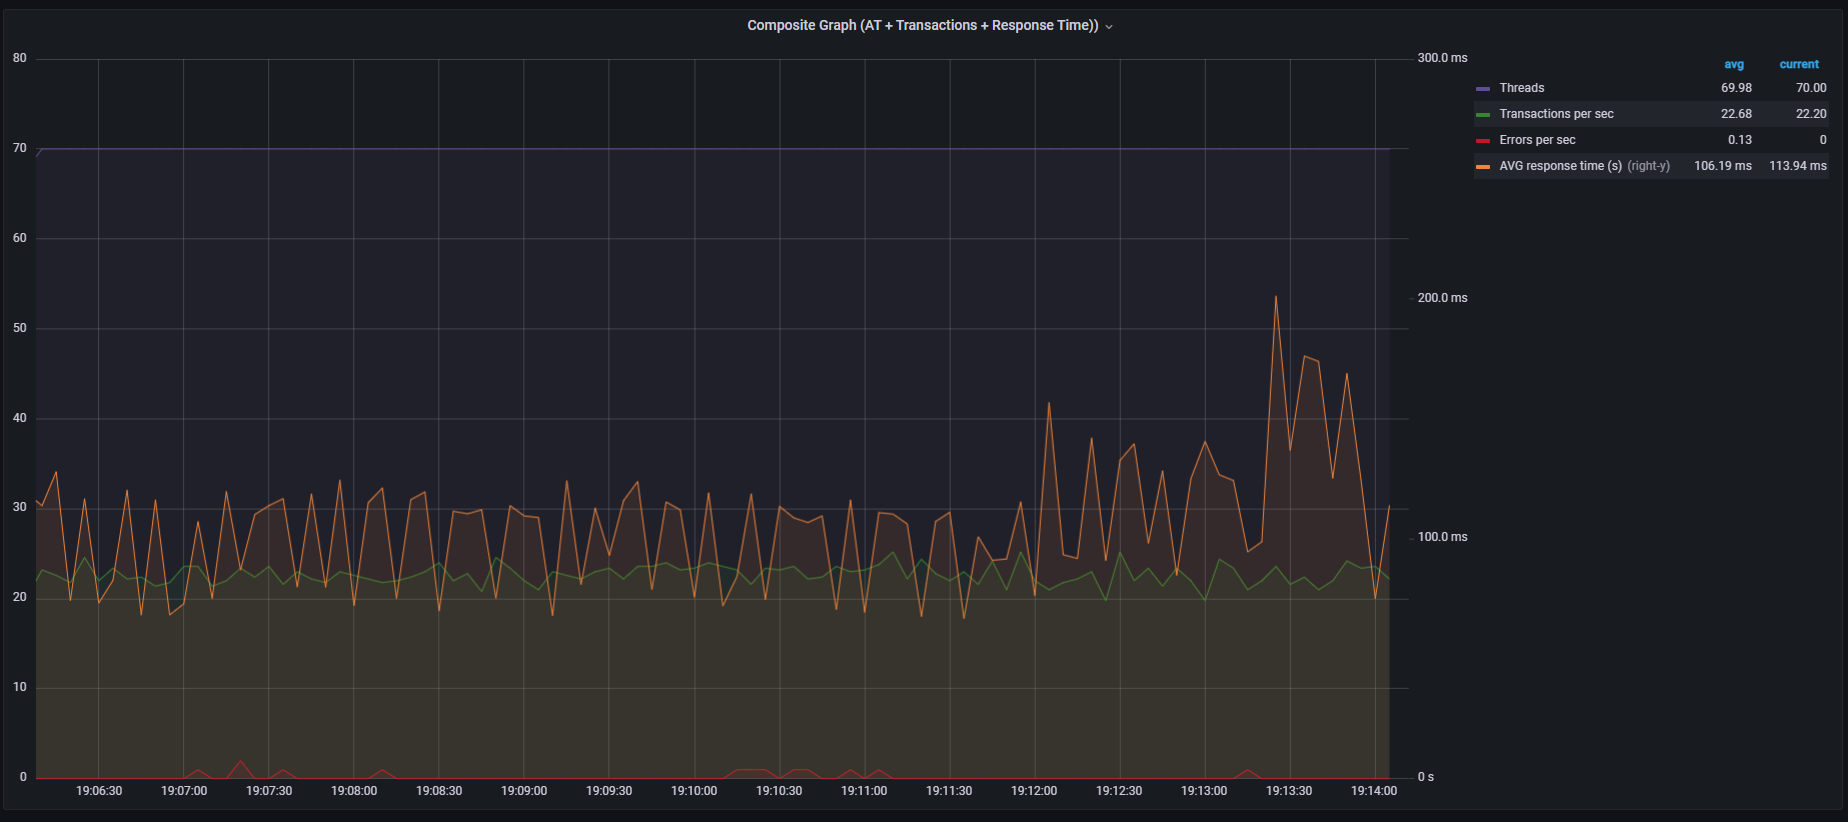 Composite Graph (AT + Transactions + Response Time))
80
70
60
50
40
30
20
10
0
300.0 ms
200.0 ms
100.0 ms
0 s
19:06:30 19:07:00 19:07:30 19:08:00 19:08:30 19:09:00 19:09:30 19:10:00 19:10:30 19:11:00 19:11:30 19:12:00 19:12:30 19:13:00 19:13:30 19:14:00
avg current
Threads 69.98 70.00
Transactions per sec 22.68 22.20
Errors per sec 0.13 0
AVG response time (s) (right-y) 106.19 ms 113.94 ms